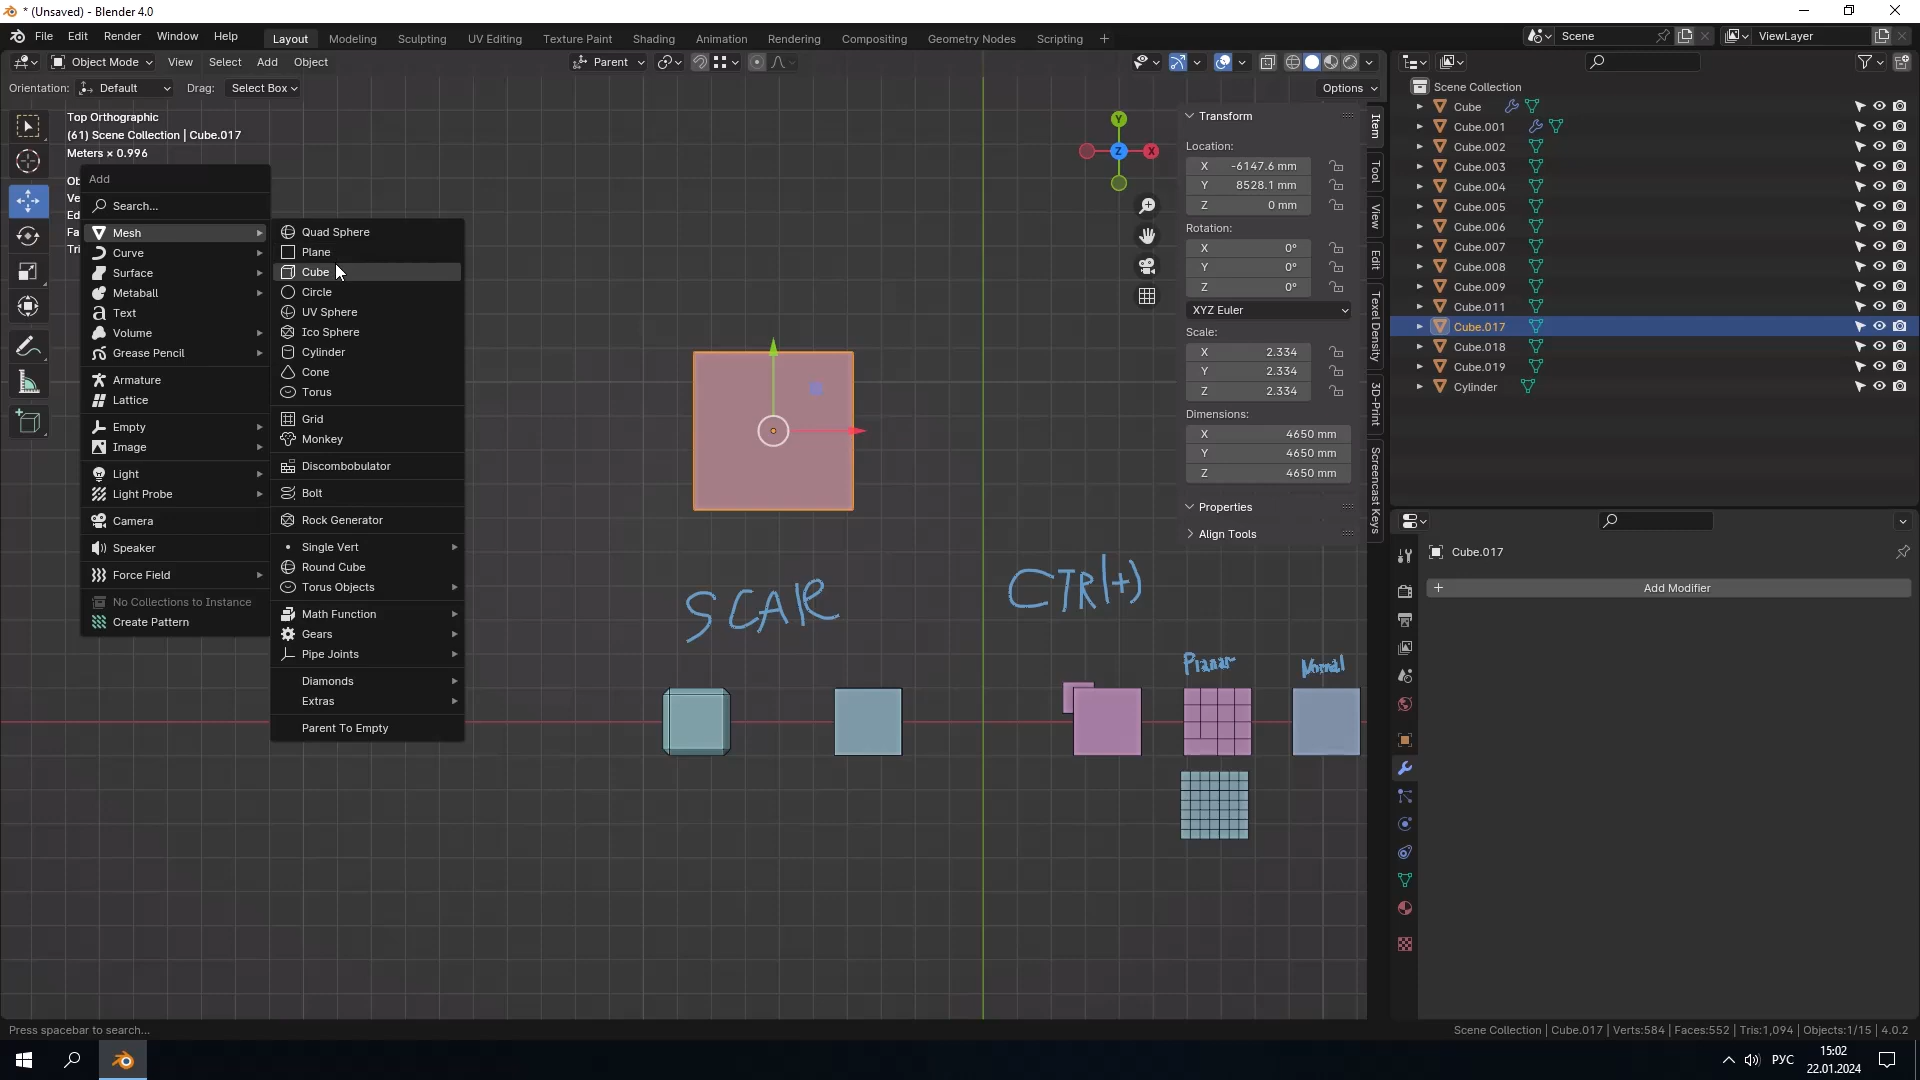 * (Unsaved) - Blender 4.0
File Edit Render Window Help
Layout Modeling Sculpting UV Editing Texture Paint Shading Animation Rendering Compositing Geometry Nodes Scripting +
Scene
ViewLayer
Object Mode View Select Add Object
Parent
Orientation: Default Drag: Select Box
Options
Top Orthographic
(61) Scene Collection | Cube.017
Meters × 0.996
Ob
Ve
Ed
Fa
Tri
Add
Search...
Mesh
Curve
Surface
Metaball
Text
Volume
Grease Pencil
Armature
Lattice
Empty
Image
Light
Light Probe
Camera
Speaker
Force Field
No Collections to Instance
Create Pattern
Quad Sphere
Plane
Cube
Circle
UV Sphere
Ico Sphere
Cylinder
Cone
Torus
Grid
Monkey
Discombobulator
Bolt
Rock Generator
Single Vert
Round Cube
Torus Objects
Math Function
Gears
Pipe Joints
Diamonds
Extras
Parent To Empty
Y
Z
X
Transform
Location:
X -6147.6 mm
Y 8528.1 mm
Z 0 mm
Rotation:
X 0°
Y 0°
Z 0°
XYZ Euler
Scale:
X 2.334
Y 2.334
Z 2.334
Dimensions:
X 4650 mm
Y 4650 mm
Z 4650 mm
Properties
Align Tools
Item
Tool
View
Edit
Texel Density
3D-Print
Screencast Keys
Planar
Normal
Scene Collection
Cube
Cube.001
Cube.002
Cube.003
Cube.004
Cube.005
Cube.006
Cube.007
Cube.008
Cube.009
Cube.011
Cube.017
Cube.018
Cube.019
Cylinder
Cube.017
+ Add Modifier
Press spacebar to search...
Scene Collection | Cube.017 | Verts:584 | Faces:552 | Tris:1,094 | Objects:1/15 | 4.0.2
РУС
15:02
22.01.2024